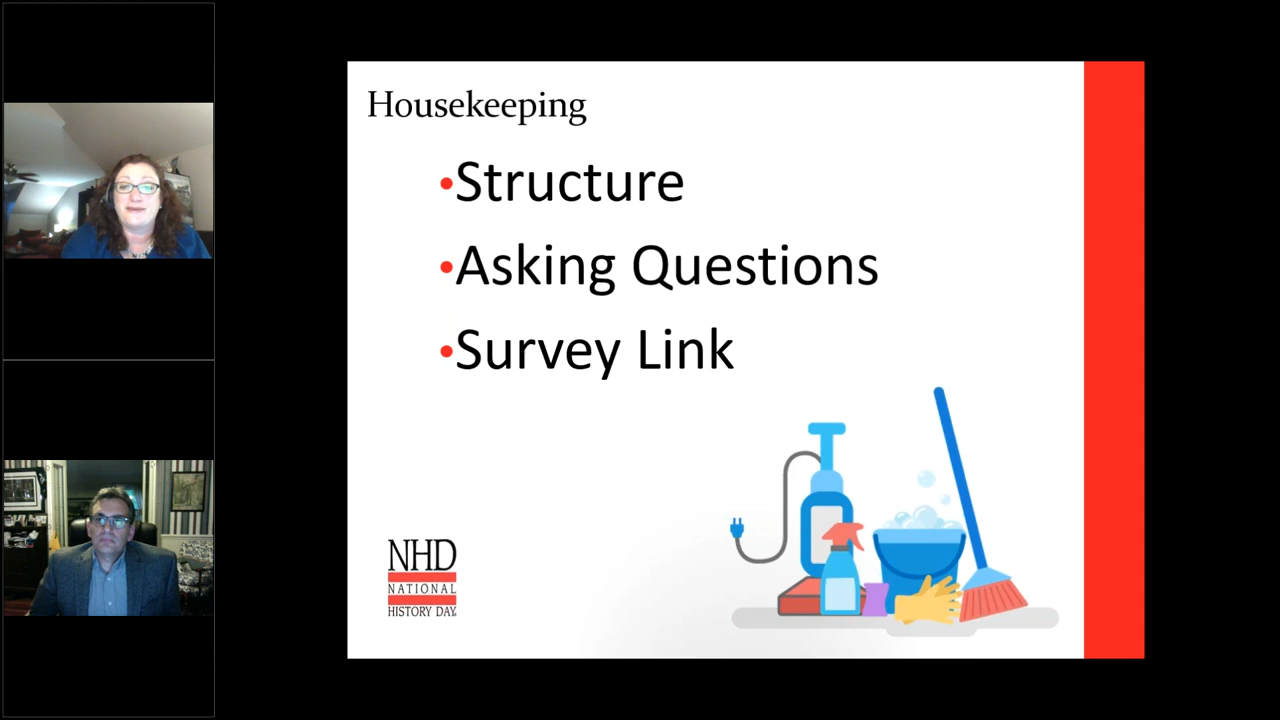 Housekeeping
•Structure
•Asking Questions
•Survey Link
NHD
NATIONAL
HISTORY DAY